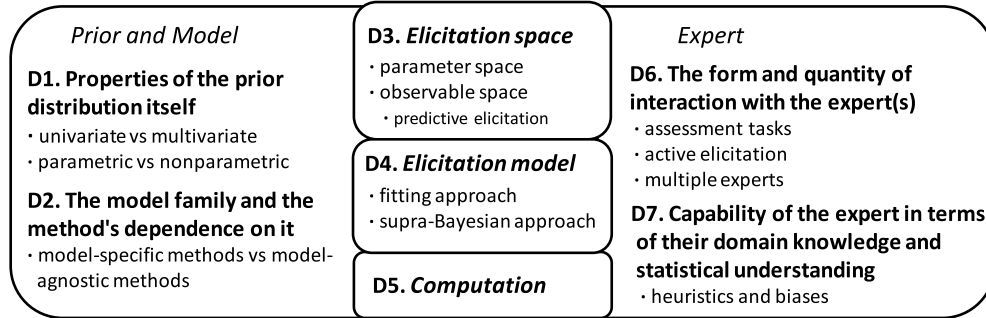 Prior and Model
D1. Properties of the prior
distribution itself
· univariate vs multivariate
· parametric vs nonparametric
D2. The model family and the
method's dependence on it
· model-specific methods vs model-
agnostic methods
D3. Elicitation space
· parameter space
· observable space
· predictive elicitation
D4. Elicitation model
· fitting approach
· supra-Bayesian approach
D5. Computation
Expert
D6. The form and quantity of
interaction with the expert(s)
· assessment tasks
· active elicitation
· multiple experts
D7. Capability of the expert in terms
of their domain knowledge and
statistical understanding
· heuristics and biases